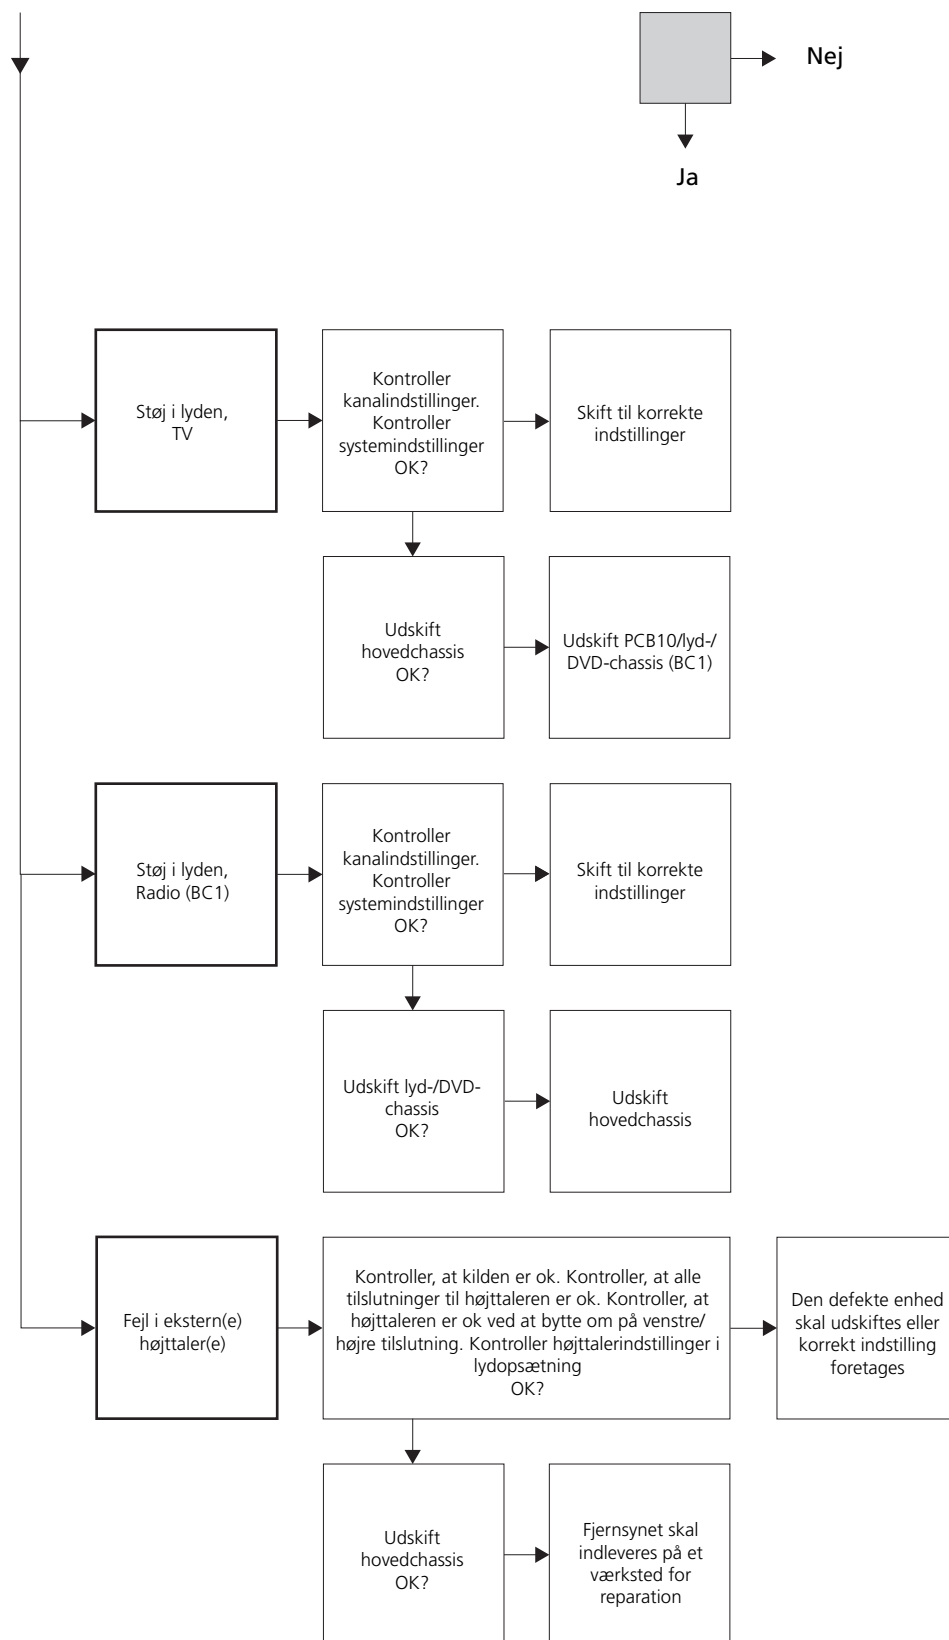 Nej
Ja
Støj i lyden,
TV
Kontroller
kanalindstillinger.
Kontroller
systemindstillinger
OK?
Skift til korrekte
indstillinger
Udskift
hovedchassis
OK?
Udskift PCB10/lyd-/
DVD-chassis (BC1)
Støj i lyden,
Radio (BC1)
Kontroller
kanalindstillinger.
Kontroller
systemindstillinger
OK?
Skift til korrekte
indstillinger
Udskift lyd-/DVD-
chassis
OK?
Udskift
hovedchassis
Fejl i ekstern(e)
højttaler(e)
Kontroller, at kilden er ok. Kontroller, at alle
tilslutninger til højttaleren er ok. Kontroller, at
højttaleren er ok ved at bytte om på venstre/
højre tilslutning. Kontroller højttalerindstillinger i
lydopsætning
OK?
Den defekte enhed
skal udskiftes eller
korrekt indstilling
foretages
Udskift
hovedchassis
OK?
Fjernsynet skal
indleveres på et
værksted for
reparation